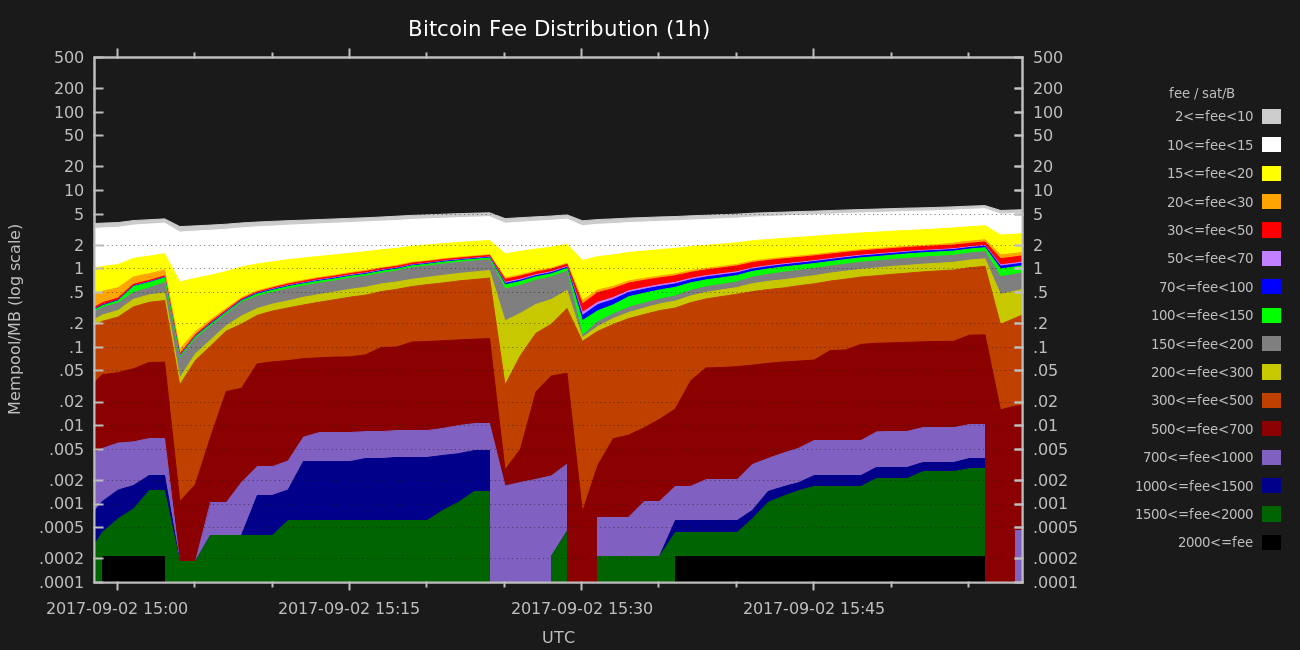 Bitcoin Fee Distribution (1h)
Mempool/MB (log scale)
500
200
100
50
20
10
5
2
1
.5
.2
.1
.05
.02
.01
.005
.002
.001
.0005
.0002
.0001
500
200
100
50
20
10
5
2
1
.5
.2
.1
.05
.02
.01
.005
.002
.001
.0005
.0002
.0001
fee / sat/B
2<=fee<10
10<=fee<15
15<=fee<20
20<=fee<30
30<=fee<50
50<=fee<70
70<=fee<100
100<=fee<150
150<=fee<200
200<=fee<300
300<=fee<500
500<=fee<700
700<=fee<1000
1000<=fee<1500
1500<=fee<2000
2000<=fee
2017-09-02 15:00 2017-09-02 15:15 2017-09-02 15:30 2017-09-02 15:45
UTC